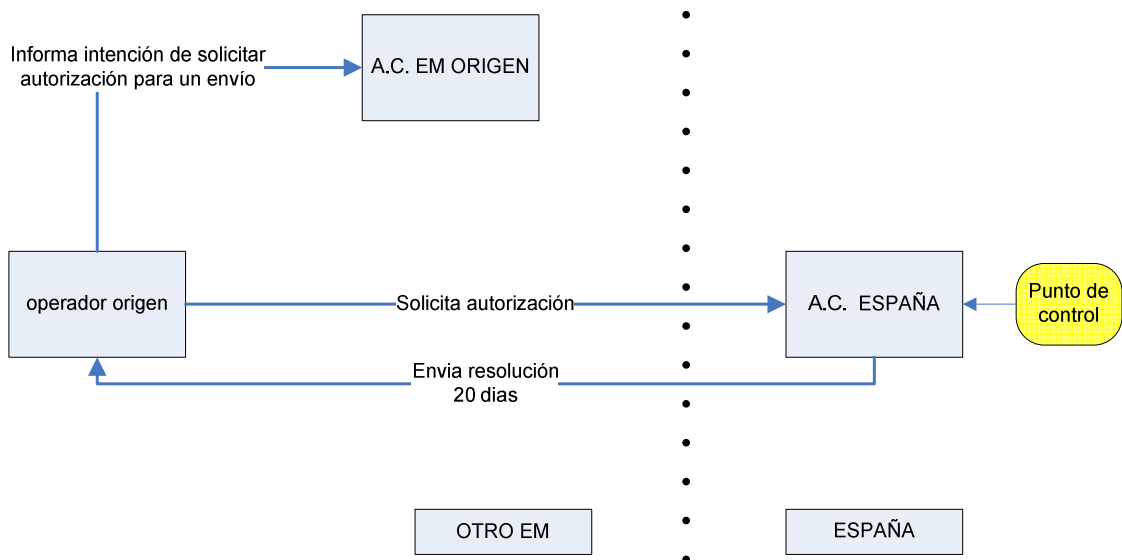 Informa intención de solicitar
autorización para un envío
A.C. EM ORIGEN
operador origen
Solicita autorización
A.C. ESPAÑA
Punto de
control
Envia resolución
20 dias
OTRO EM
ESPAÑA